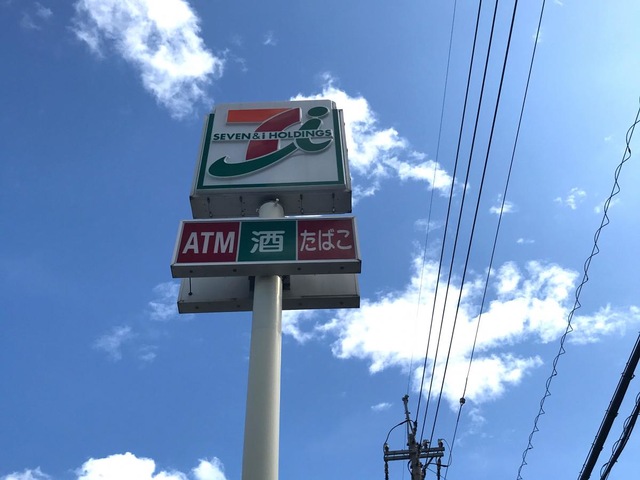 SEVEN & i HOLDINGS
ATM 酒 たばこ